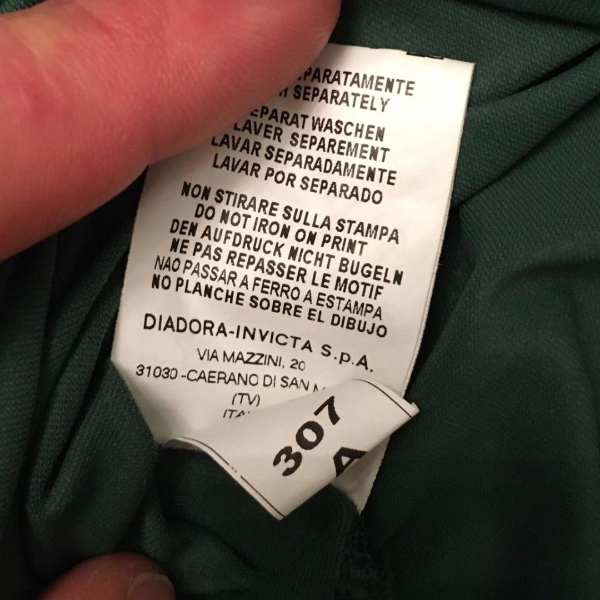 SEPARATELY
WASCHEN
LAVER SEPAREMENT
LAVAR SEPARADAMENTE
LAVAR POR SEPARADO
NON STIRARE SULLA STAMPA
DO NOT IRON ON PRINT
DEN AUFDRUCK NICHT BUGELN
NE PAS REPASSER LE MOTIF
NAO PASSAR A FERRO A ESTAMPA
NO PLANCHE SOBRE EL DIBUJO
DIADORA-INVICTA S.p.A.
VIA MAZZINI, 20
31030 -CAERANO DI SAN
(TV)
307
A